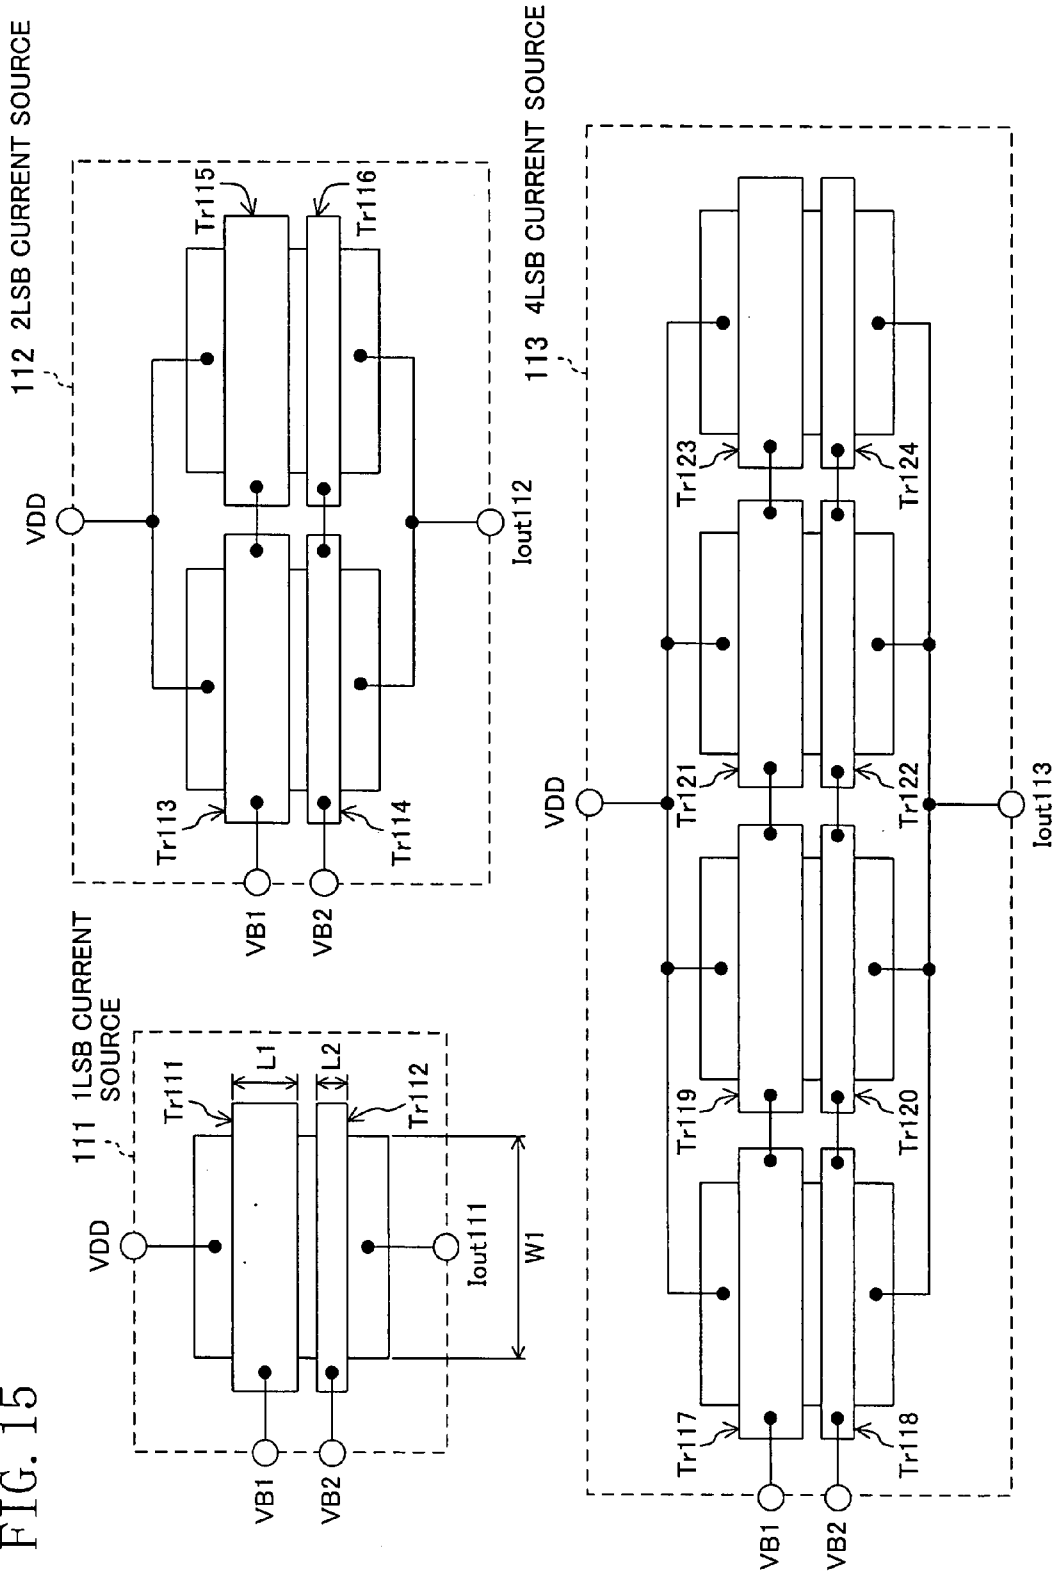 FIG. 15
111 1LSB CURRENT
SOURCE
VDD
Tr111
L1
L2
Tr112
VB1
VB2
Iout111
W1
112 2LSB CURRENT SOURCE
VDD
Tr113
Tr115
VB1
VB2
Tr114
Tr116
Iout112
113 4LSB CURRENT SOURCE
VDD
Tr117
Tr119
Tr121
Tr123
VB1
VB2
Tr118
Tr120
Tr122
Tr124
Iout113